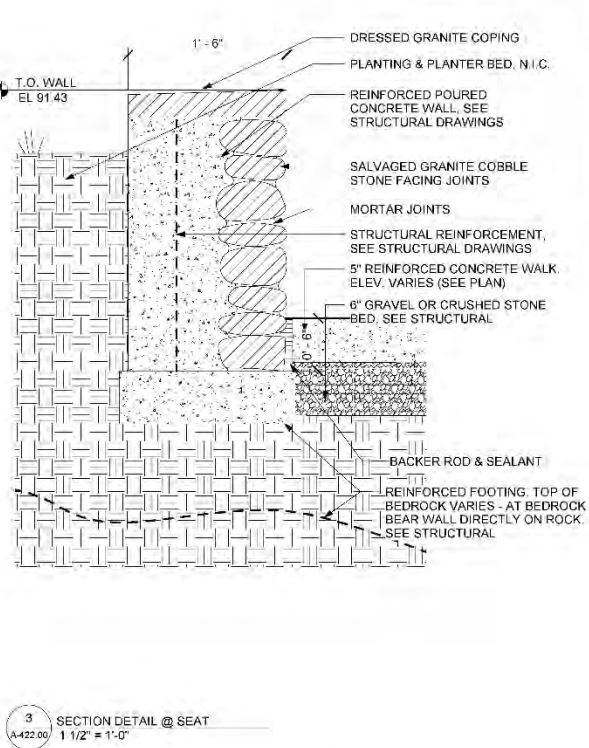 1' - 6"
DRESSED GRANITE COPING
PLANTING & PLANTER BED, N.I.C.
T.O. WALL
EL 91.43
REINFORCED POURED
CONCRETE WALL, SEE
STRUCTURAL DRAWINGS
SALVAGED GRANITE COBBLE
STONE FACING JOINTS
MORTAR JOINTS
STRUCTURAL REINFORCEMENT,
SEE STRUCTURAL DRAWINGS
5" REINFORCED CONCRETE WALK.
ELEV. VARIES (SEE PLAN)
6" GRAVEL OR CRUSHED STONE
BED. SEE STRUCTURAL
0' 6"
BACKER ROD & SEALANT
REINFORCED FOOTING. TOP OF
BEDROCK VARIES - AT BEDROCK
BEAR WALL DIRECTLY ON ROCK.
SEE STRUCTURAL
3
A-422.00
SECTION DETAIL @ SEAT
1 1/2" = 1'-0"